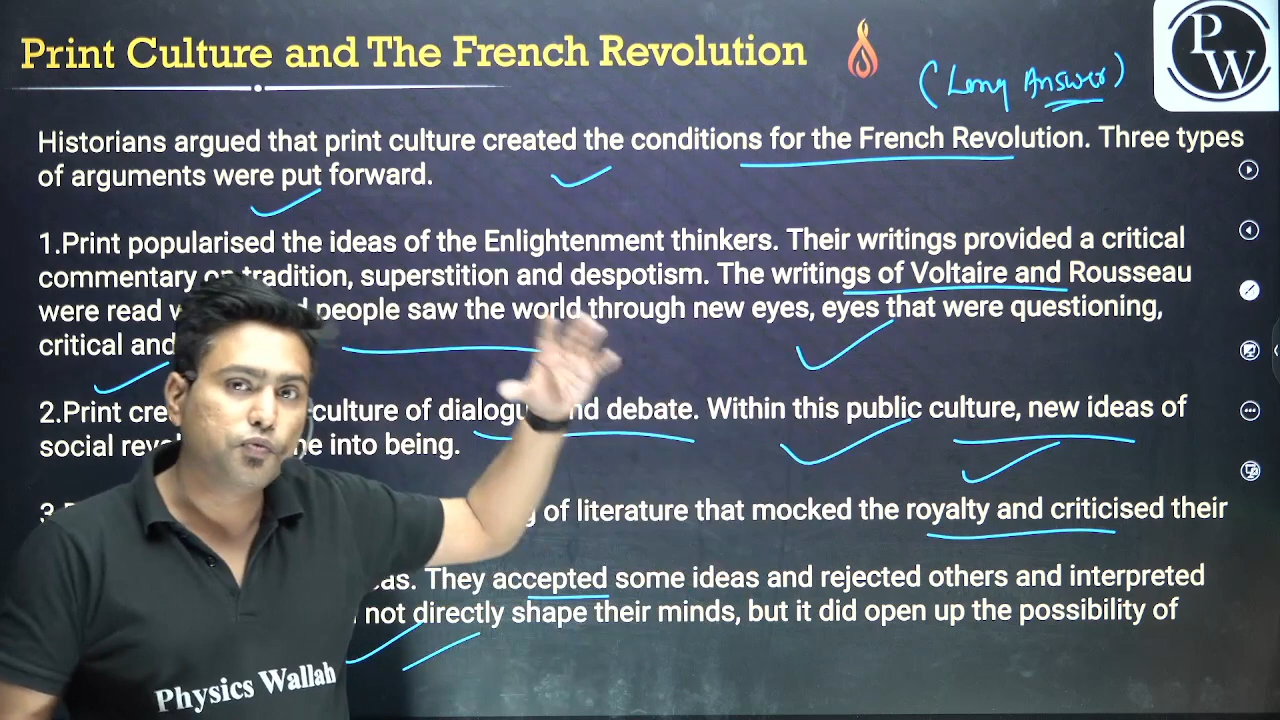 Print Culture and The French Revolution
(Long Answer)
PW
Historians argued that print culture created the conditions for the French Revolution. Three types
of arguments were put forward.
1.Print popularised the ideas of the Enlightenment thinkers. Their writings provided a critical
commentary on tradition, superstition and despotism. The writings of Voltaire and Rousseau
were read people saw the world through new eyes, eyes that were questioning,
critical and
2.Print culture of dialogue and debate. Within this public culture, new ideas of
social into being.
3. of literature that mocked the royalty and criticised their
They accepted some ideas and rejected others and interpreted
not directly shape their minds, but it did open up the possibility of
Physics Wallah